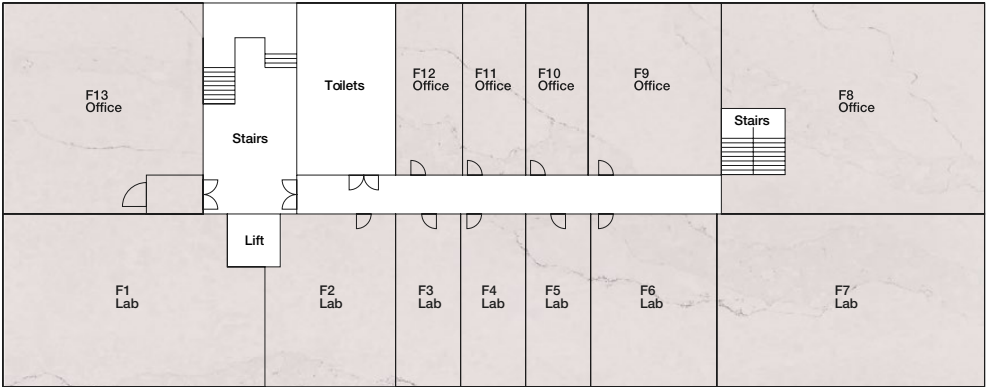 F13
Office
Stairs
Toilets
F12
Office
F11
Office
F10
Office
F9
Office
Stairs
F8
Office
Lift
F1
Lab
F2
Lab
F3
Lab
F4
Lab
F5
Lab
F6
Lab
F7
Lab